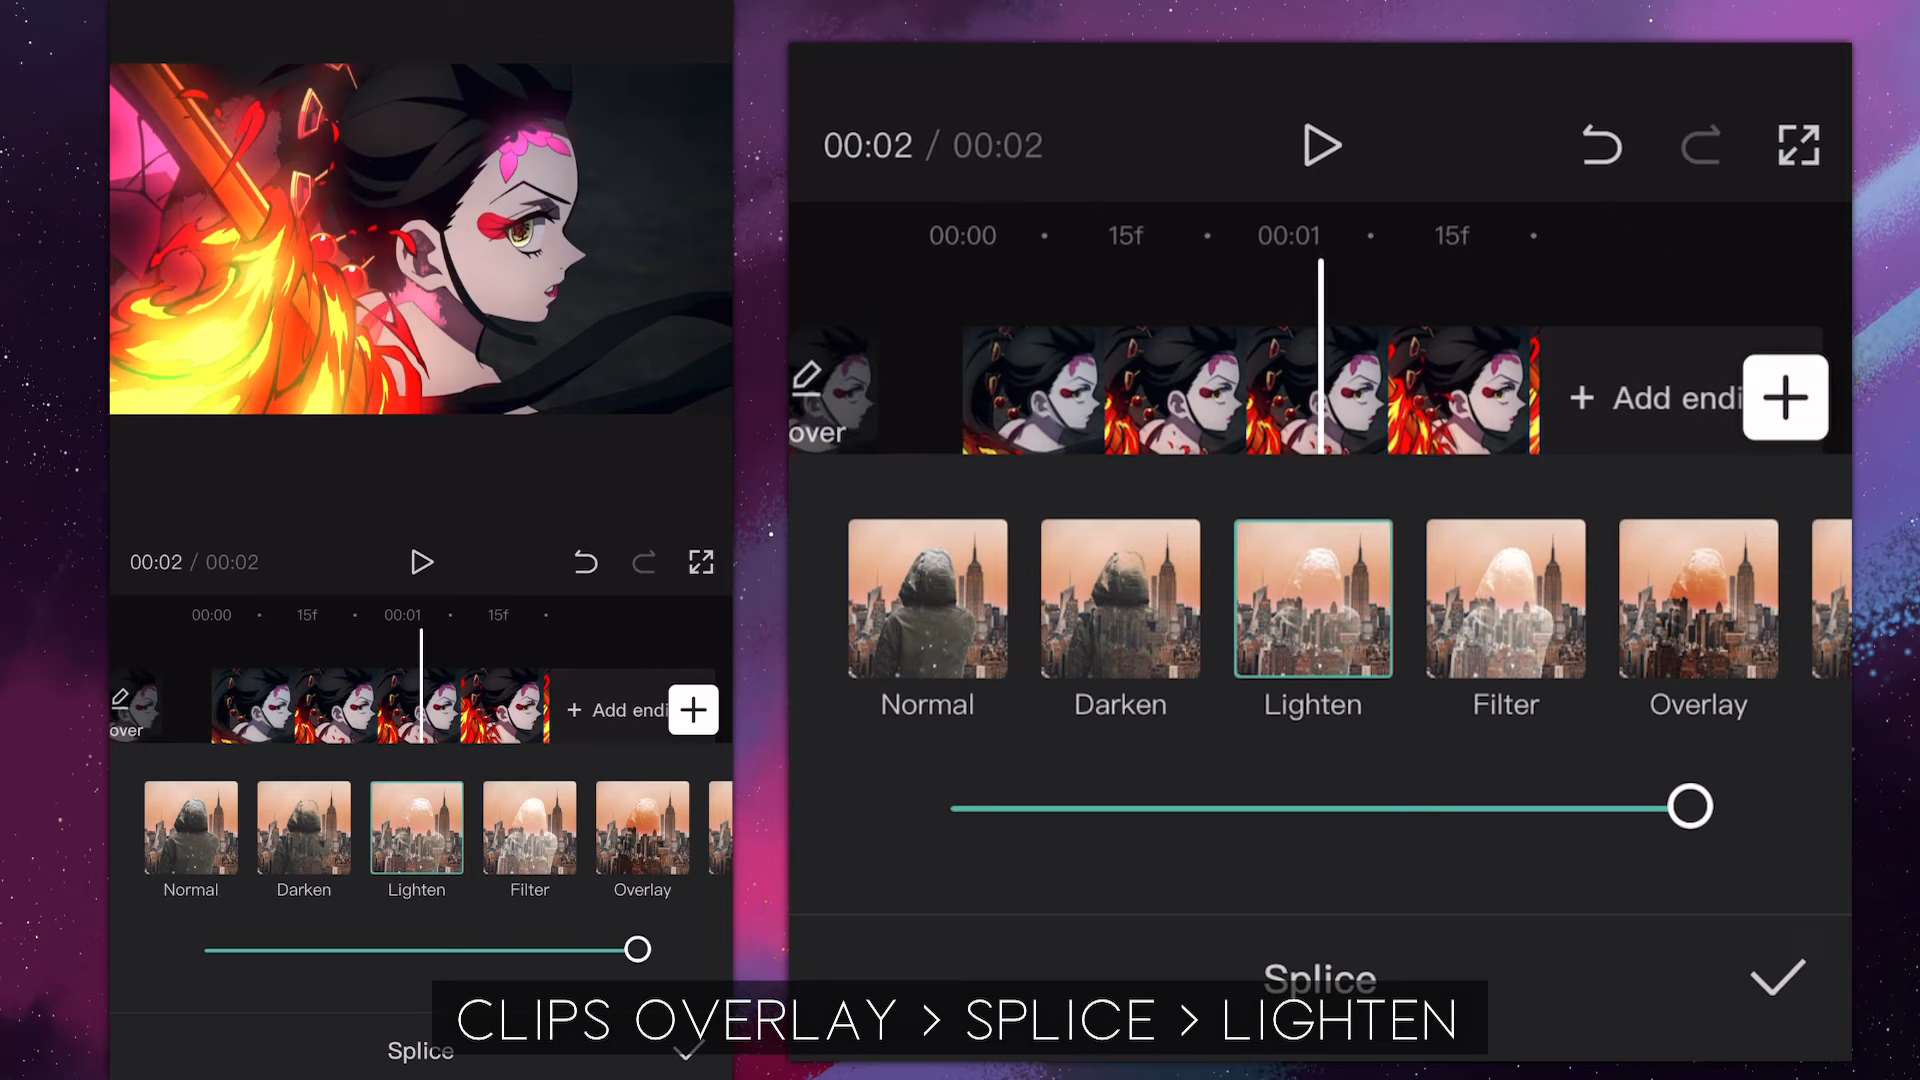 00:02 / 00:02
00:00 · 15f · 00:01 · 15f ·
over
+ Add endi
Normal Darken Lighten Filter Overlay
Splice
00:02 / 00:02
00:00 · 15f · 00:01 · 15f ·
over
+ Add endi
Normal Darken Lighten Filter Overlay
Splice
CLIPS OVERLAY > SPLICE > LIGHTEN